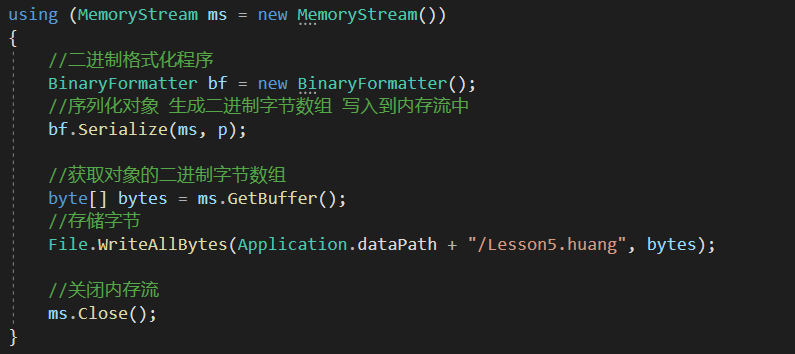 using (MemoryStream ms = new MemoryStream())
{
//二进制格式化程序
BinaryFormatter bf = new BinaryFormatter();
//序列化对象 生成二进制字节数组 写入到内存流中
bf.Serialize(ms, p);
//获取对象的二进制字节数组
byte[] bytes = ms.GetBuffer();
//存储字节
File.WriteAllBytes(Application.dataPath + "/Lesson5.huang", bytes);
//关闭内存流
ms.Close();
}